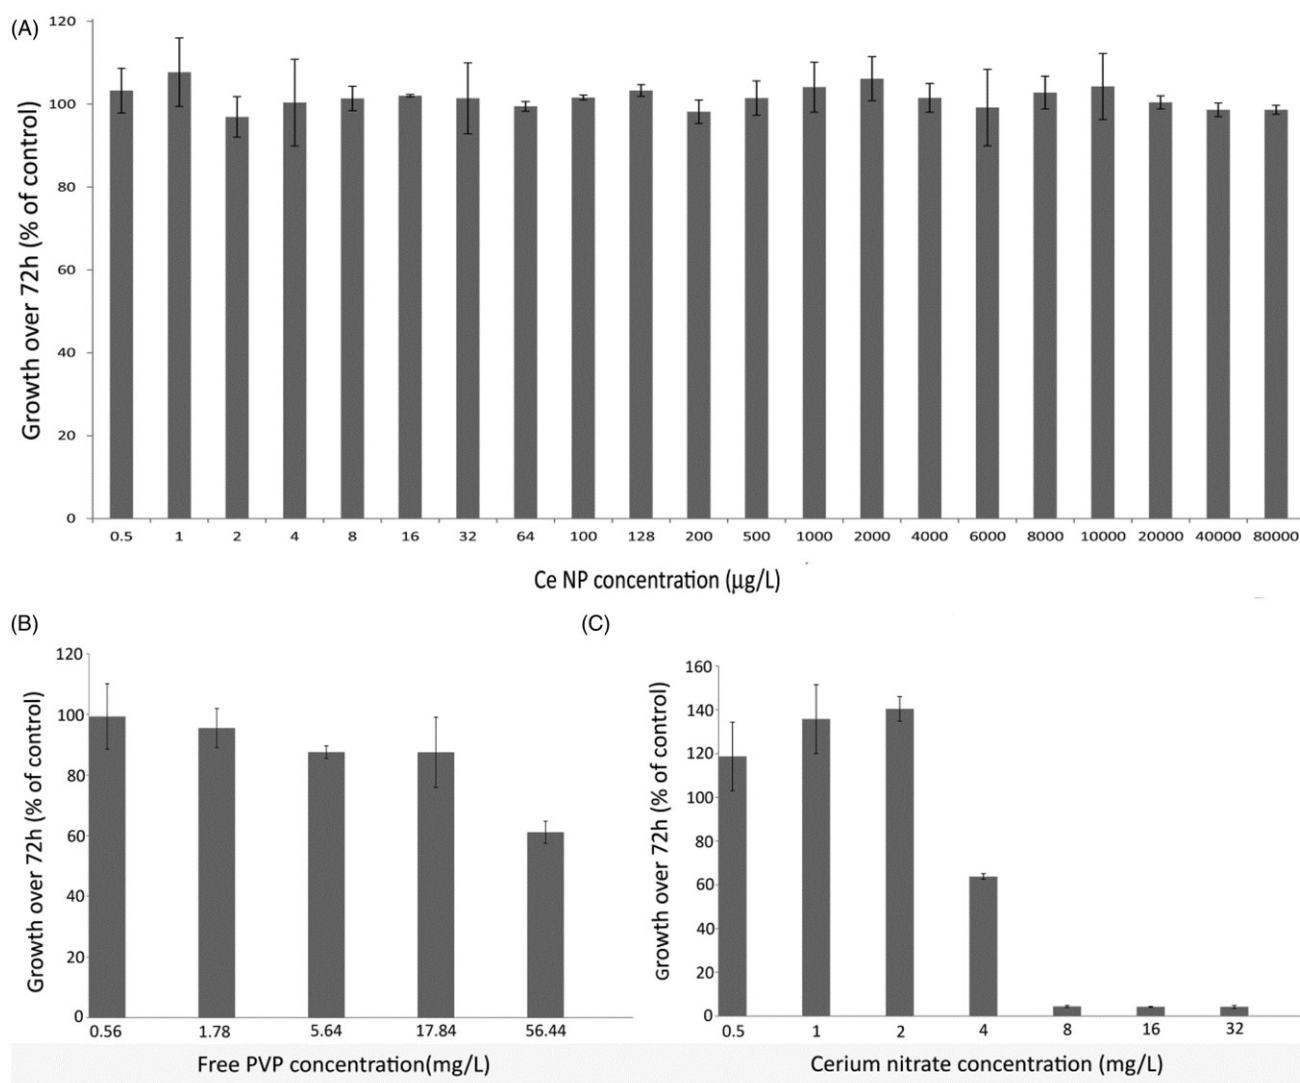 (A)
Growth over 72h (% of control)
120
100
80
60
40
20
0
0.5 1 2 4 8 16 32 64 100 128 200 500 1000 2000 4000 6000 8000 10000 20000 40000 80000
Ce NP concentration (µg/L)
(B)
Growth over 72h (% of control)
120
100
80
60
40
20
0
0.56 1.78 5.64 17.84 56.44
Free PVP concentration(mg/L)
(C)
Growth over 72h (% of control)
160
140
120
100
80
60
40
20
0
0.5 1 2 4 8 16 32
Cerium nitrate concentration (mg/L)